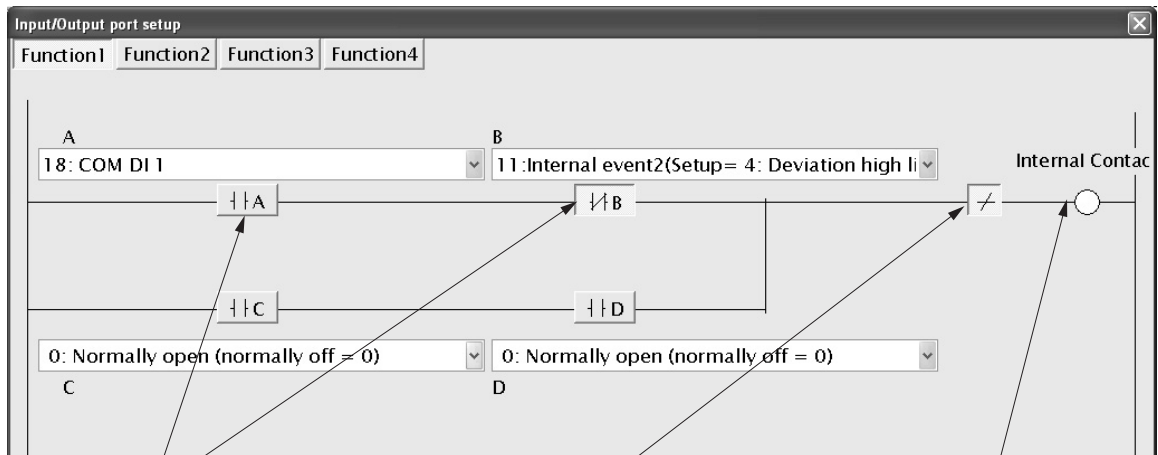 Input/Output port setup
Function1 Function2 Function3 Function4
A B
18: COM DI 1 11:Internal event2(Setup= 4: Deviation high li
Internal Contac
A B
C D
0: Normally open (normally off = 0) 0: Normally open (normally off = 0)
C D